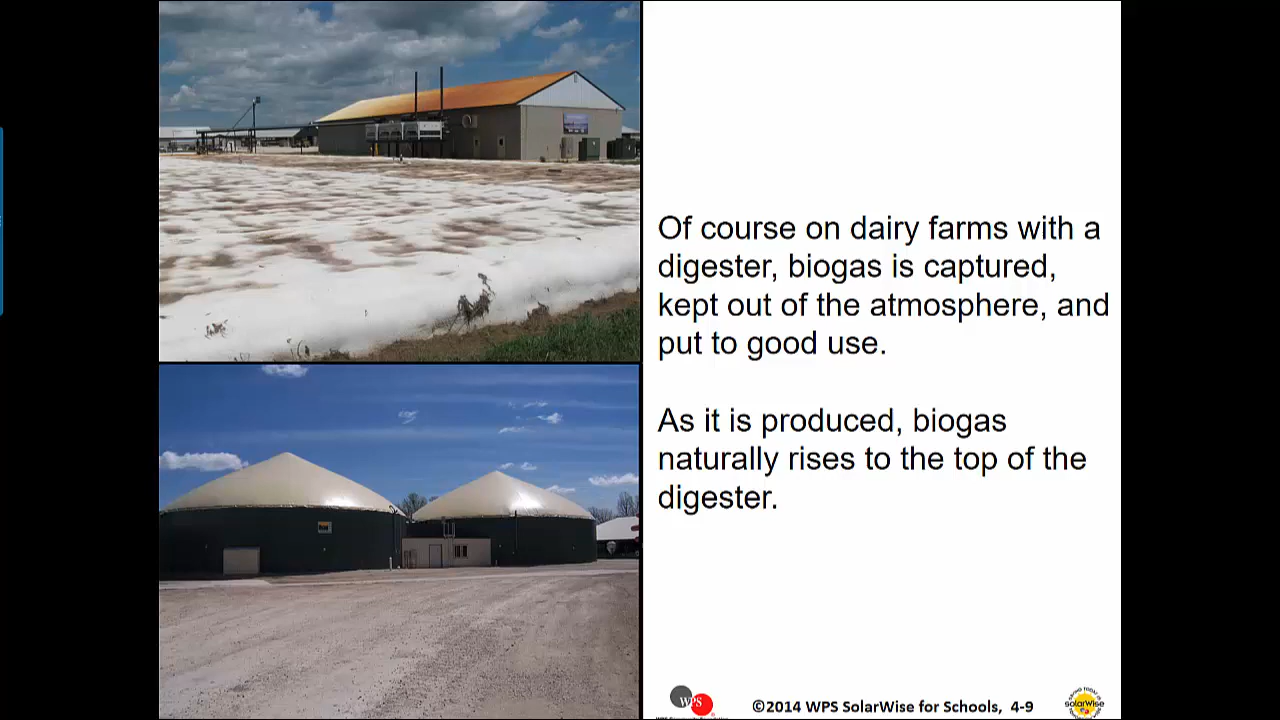 Of course on dairy farms with a
digester, biogas is captured,
kept out of the atmosphere, and
put to good use.
As it is produced, biogas
naturally rises to the top of the
digester.
WPS
©2014 WPS SolarWise for Schools, 4-9
solarwise